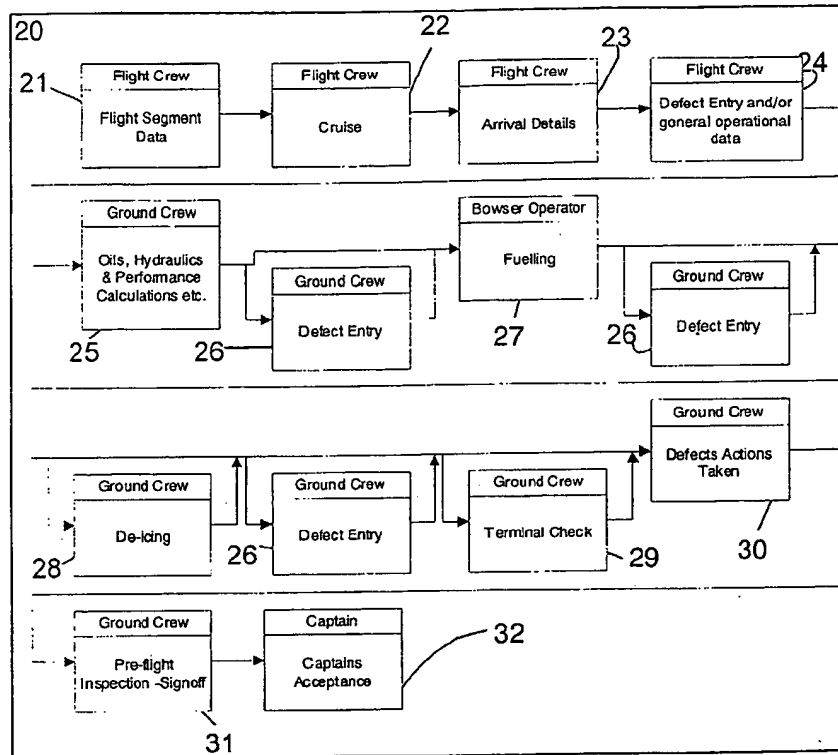 20
21
Flight Crew
Flight Segment
Data
22
Flight Crew
Cruise
23
Flight Crew
Arrival Details
24
Flight Crew
Defect Entry and/or
goneral operational
data
Ground Crew
Oils, Hydraulics
& Performance
Calculations etc.
25
Ground Crew
Defect Entry
26
Bowser Operator
Fuelling
27
Ground Crew
Defect Entry
26
Ground Crew
De-icing
28
Ground Crew
Defect Entry
26
Ground Crew
Terminal Check
29
Ground Crew
Defects Actions
Taken
30
Ground Crew
Pre-flight
Inspection -Signoff
31
Captain
Captains
Acceptance
32